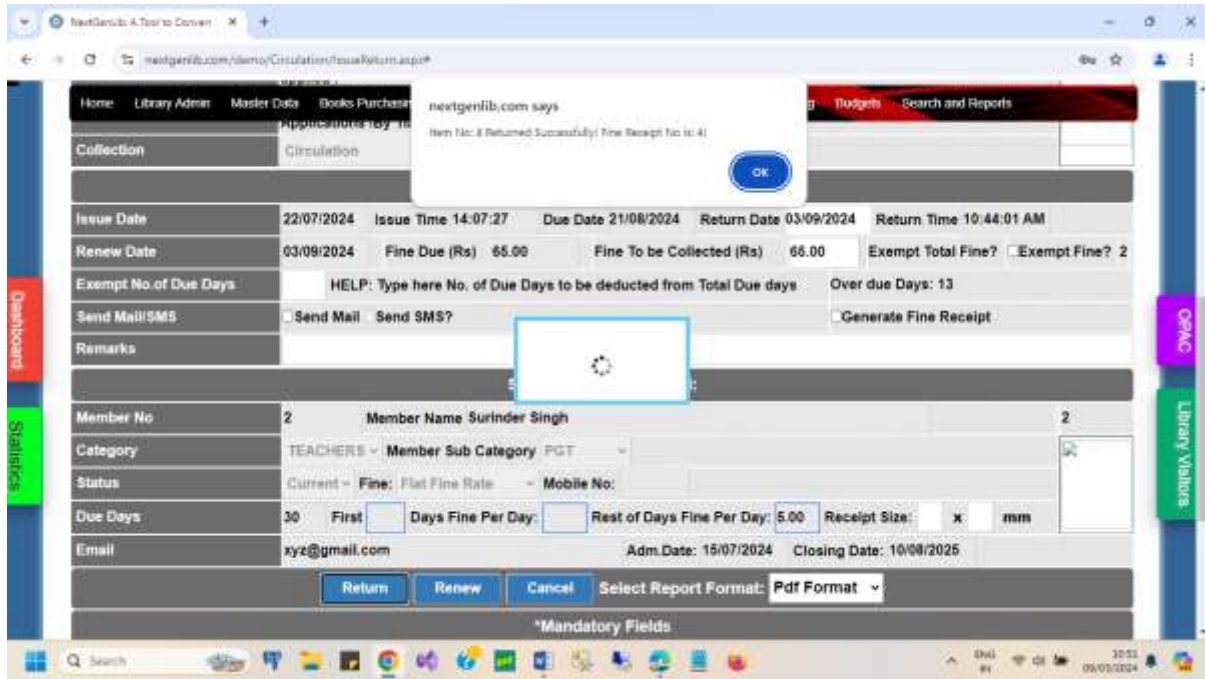 NextGenLib: A Tool to Convert
nextgenlib.com/demo/Circulation/IssueReturn.aspx#
Home Library Admin Master Data Books Purchasin
Budgets Search and Reports
nextgenlib.com says
Item No: 8 Returned Successfully! Fine Receipt No is: 4!
OK
Collection Circulation
Issue Date 22/07/2024 Issue Time 14:07:27 Due Date 21/08/2024 Return Date 03/09/2024 Return Time 10:44:01 AM
Renew Date 03/09/2024 Fine Due (Rs) 65.00 Fine To be Collected (Rs) 65.00 Exempt Total Fine? Exempt Fine? 2
Exempt No.of Due Days HELP: Type here No. of Due Days to be deducted from Total Due days Over due Days: 13
Send Mail/SMS Send Mail Send SMS? Generate Fine Receipt
Remarks
Member No 2 Member Name Surinder Singh 2
Category TEACHERS Member Sub Category PGT
Status Current Fine: Flat Fine Rate Mobile No:
Due Days 30 First Days Fine Per Day: Rest of Days Fine Per Day: 5.00 Receipt Size: x mm
Email xyz@gmail.com Adm.Date: 15/07/2024 Closing Date: 10/08/2025
Return Renew Cancel Select Report Format: Pdf Format
*Mandatory Fields
Dashboard
Statistics
OPAC
Library Visitors
Search
ENG
IN